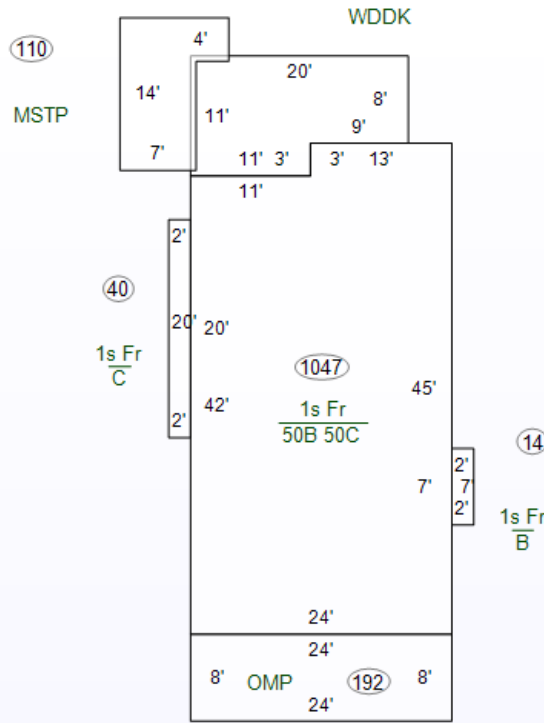 WDDK
110
4'
20'
14'
8'
MSTP
11'
9'
7'
11' 3' 3' 13'
11'
2'
40
20' 20'
1s Fr
C
1047
45'
42'
1s Fr
50B 50C
2'
14
2'
7' 7'
2'
1s Fr
B
24'
24'
8' OMP 192 8'
24'